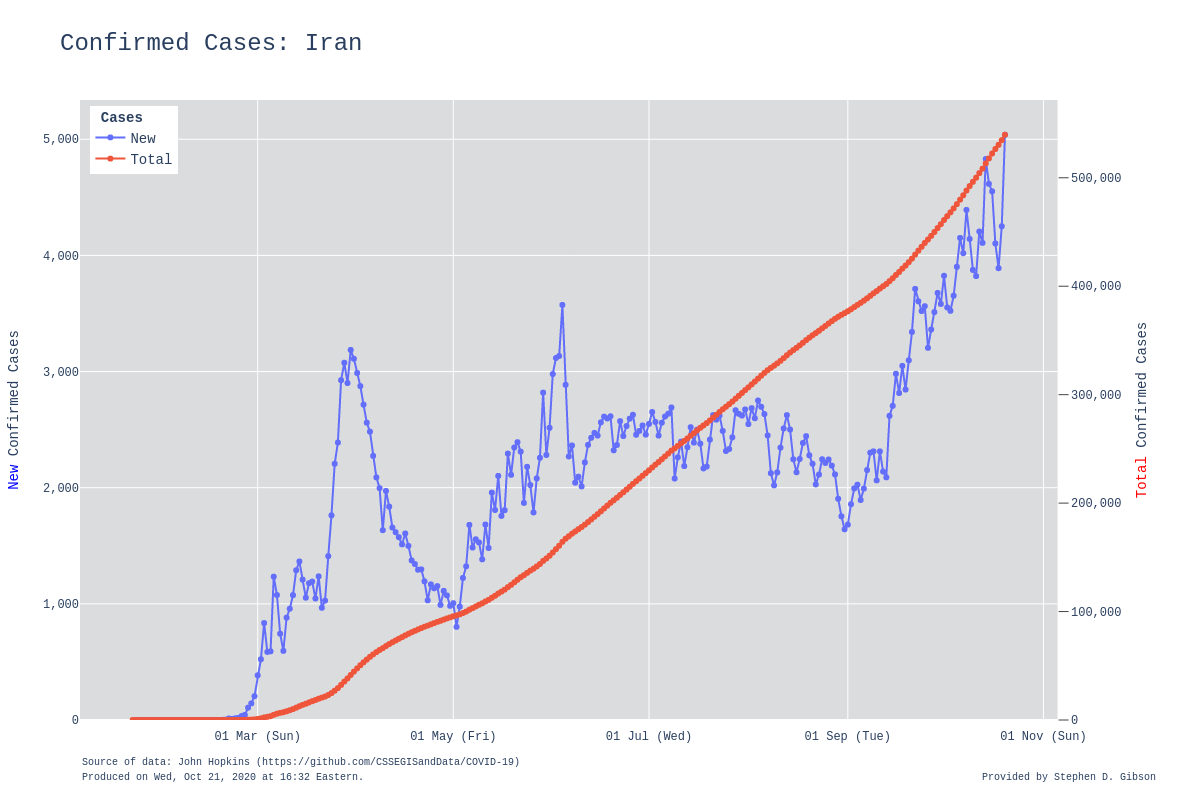 Confirmed Cases: Iran
Cases
New
Total
5,000
4,000
3,000
2,000
1,000
0
500,000
400,000
300,000
200,000
100,000
0
New Confirmed Cases
Total Confirmed Cases
01 Mar (Sun)
01 May (Fri)
01 Jul (Wed)
01 Sep (Tue)
01 Nov (Sun)
Source of data: John Hopkins (https://github.com/CSSEGISandData/COVID-19)
Produced on Wed, Oct 21, 2020 at 16:32 Eastern.
Provided by Stephen D. Gibson